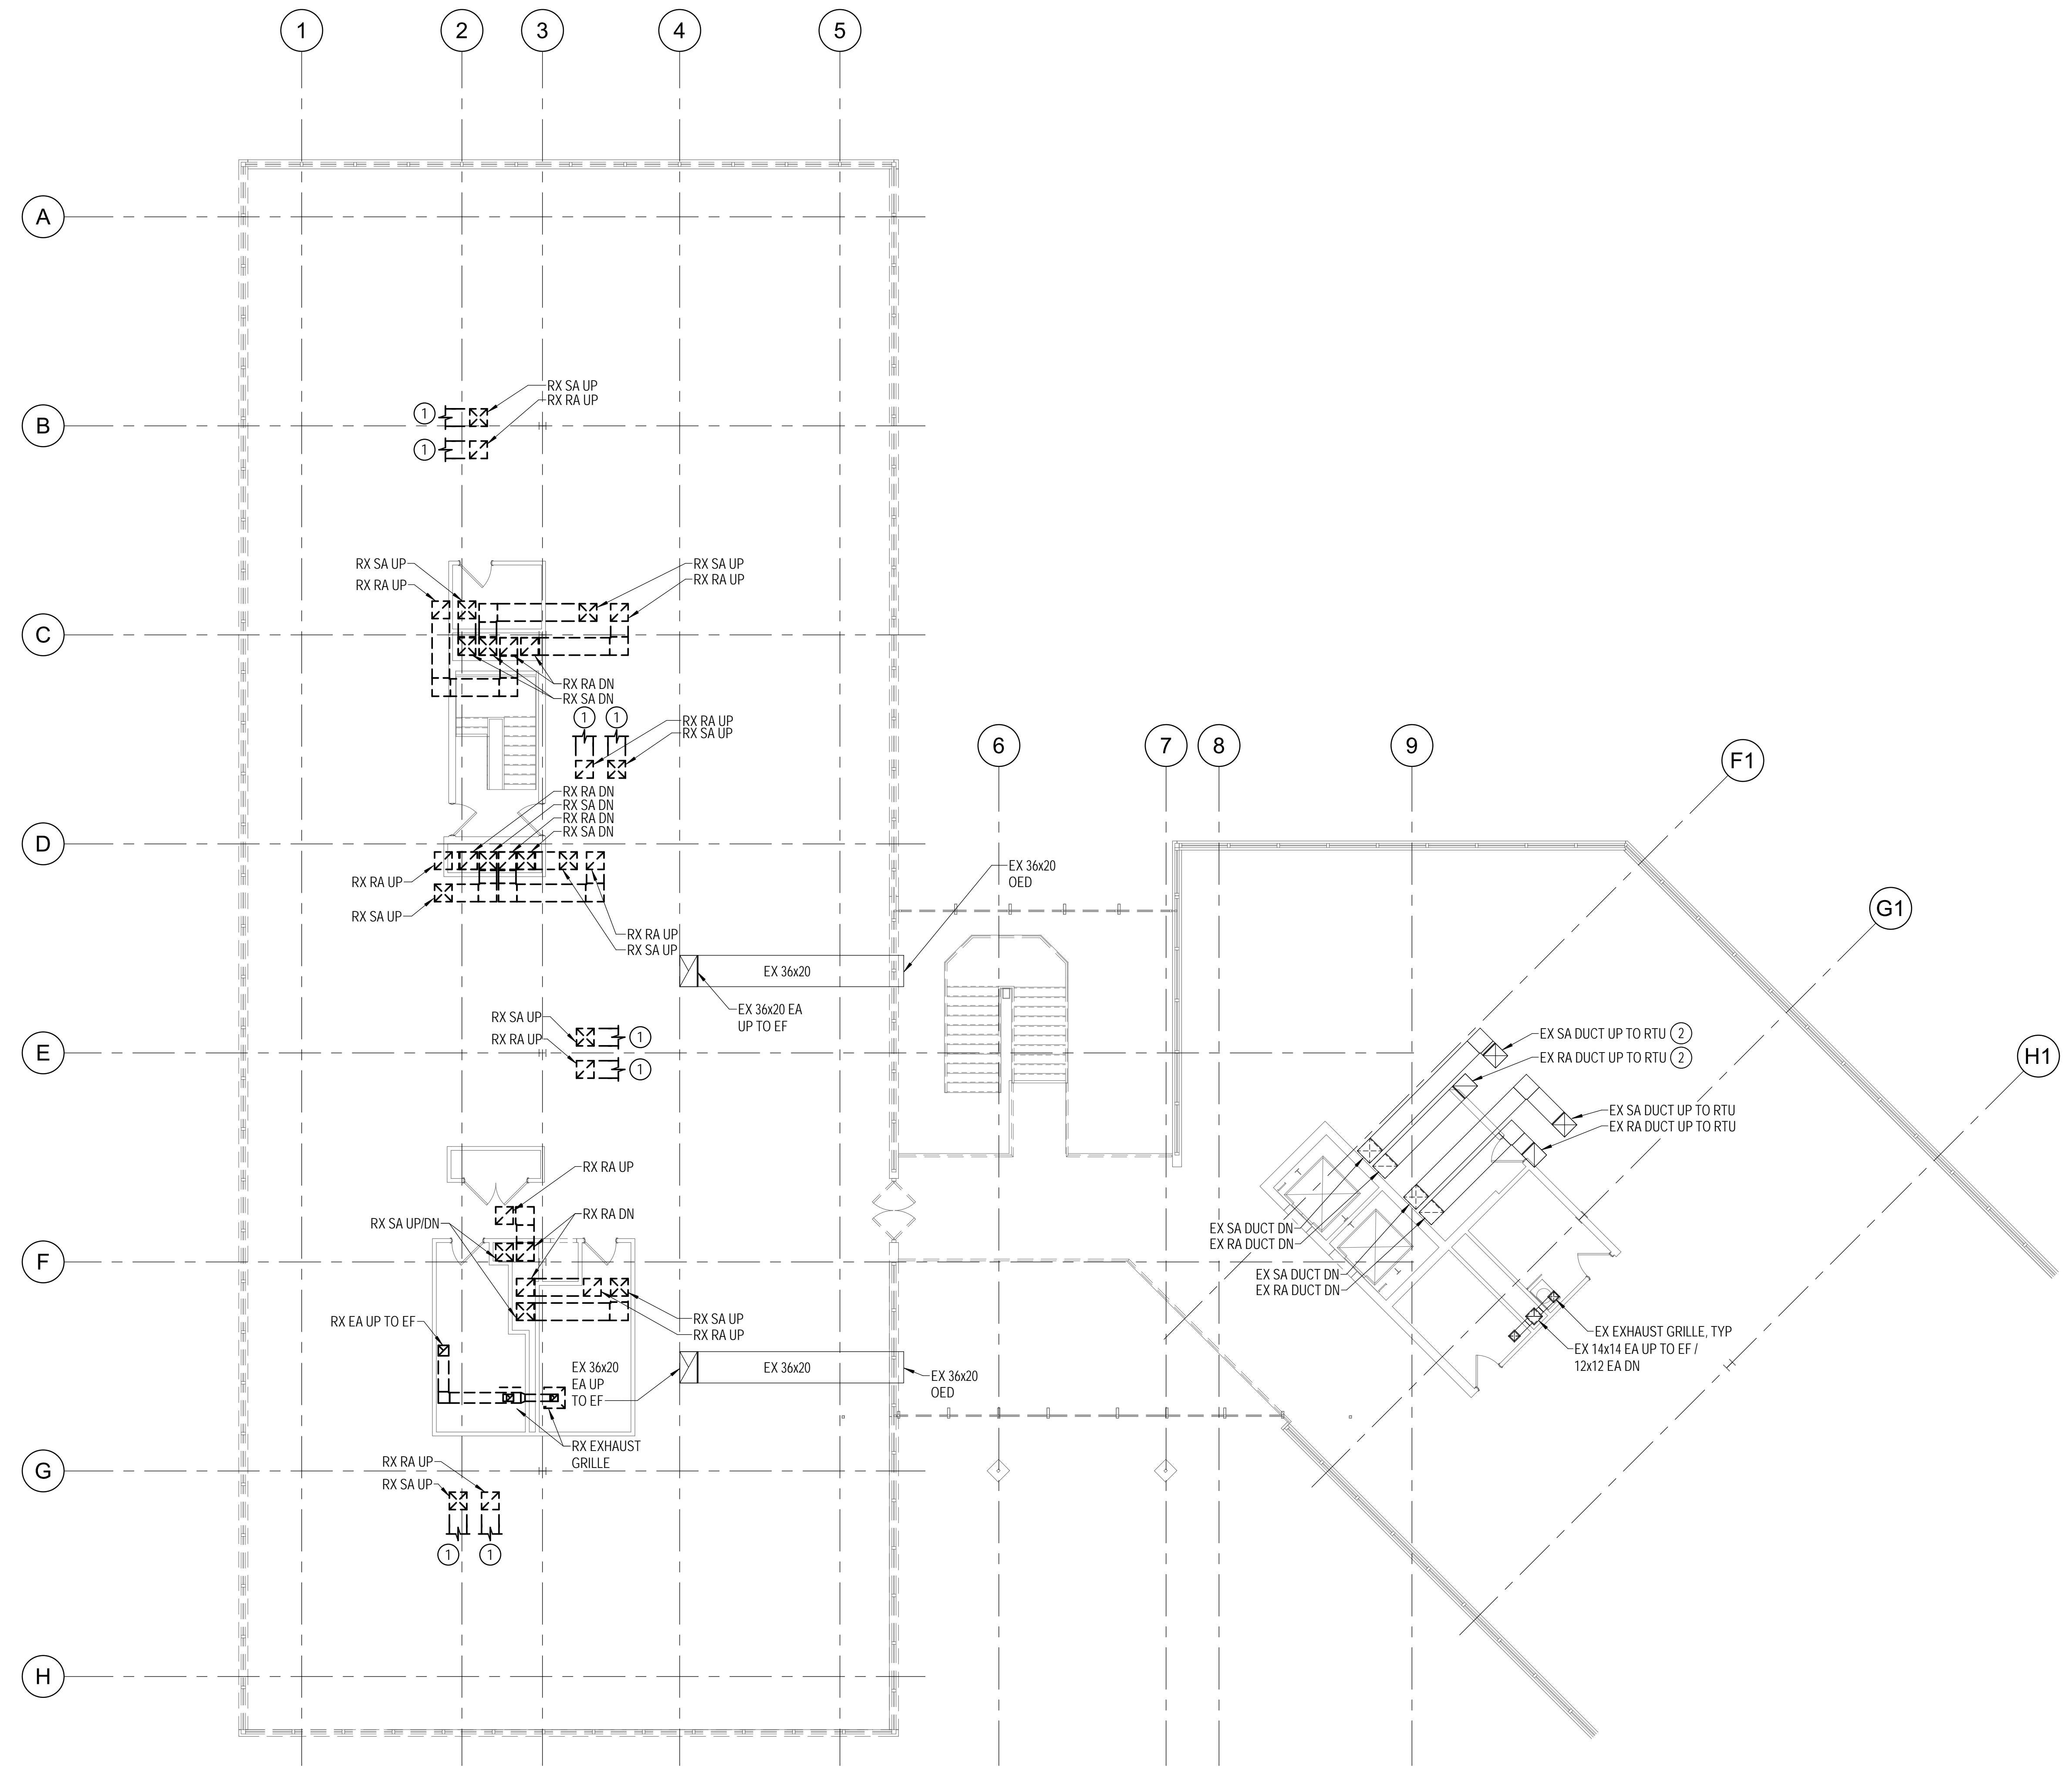 1
2
3
4
5
A
RX SA UP
RX RA UP
1
1
B
RX SA UP
RX RA UP
RX SA UP
RX RA UP
C
RX RA DN
RX SA DN
1
1
RX RA UP
RX SA UP
6
7
8
9
F1
RX RA DN
RX SA DN
RX RA DN
RX SA DN
D
RX RA UP
RX SA UP
RX RA UP
RX SA UP
EX 36x20
OED
G1
EX 36x20
EX 36x20 EA
UP TO EF
RX SA UP
RX RA UP
1
1
E
EX SA DUCT UP TO RTU
2
EX RA DUCT UP TO RTU
2
H1
EX SA DUCT UP TO RTU
EX RA DUCT UP TO RTU
RX RA UP
RX SA UP/DN
RX RA DN
EX SA DUCT DN
EX RA DUCT DN
F
EX SA DUCT DN
EX RA DUCT DN
RX SA UP
RX RA UP
RX EA UP TO EF
EX EXHAUST GRILLE, TYP
EX 14x14 EA UP TO EF /
12x12 EA DN
EX 36x20
EA UP
TO EF
EX 36x20
EX 36x20
OED
RX EXHAUST
GRILLE
G
RX RA UP
RX SA UP
1
1
H